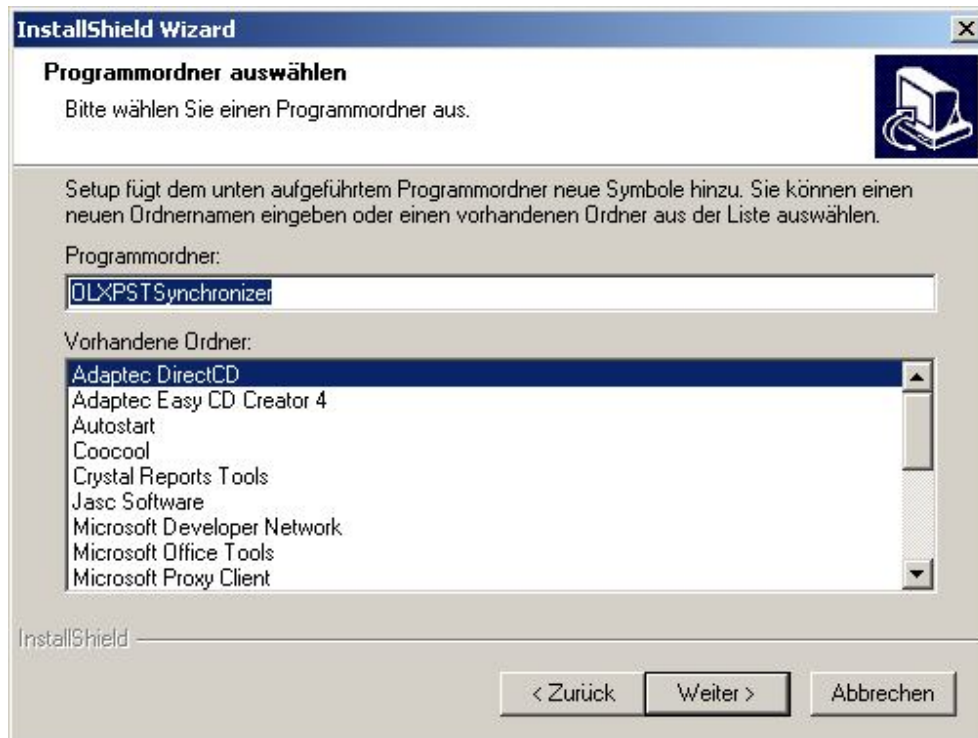 InstallShield Wizard
Programmordner auswählen
Bitte wählen Sie einen Programmordner aus.
Setup fügt dem unten aufgeführtem Programmordner neue Symbole hinzu. Sie können einen
neuen Ordnernamen eingeben oder einen vorhandenen Ordner aus der Liste auswählen.
Programmordner:
OLXPSTSynchronizer
Vorhandene Ordner:
Adaptec DirectCD
Adaptec Easy CD Creator 4
Autostart
Coocool
Crystal Reports Tools
Jasc Software
Microsoft Developer Network
Microsoft Office Tools
Microsoft Proxy Client
InstallShield
< Zurück Weiter > Abbrechen